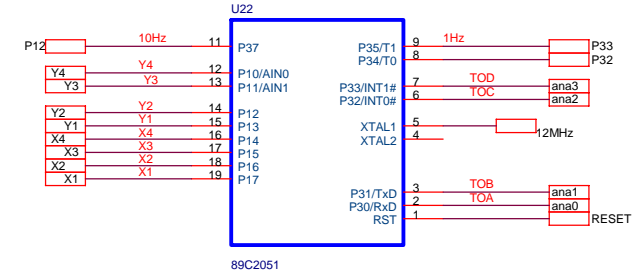 U22
P12 10Hz 11 P37 P35/T1 9 1Hz P33
P34/T0 8 P32
Y4 Y4 12 P10/AIN0
Y3 Y3 13 P11/AIN1 P33/INT1# 7 TOD ana3
P32/INT0# 6 TOC ana2
Y2 Y2 14 P12
Y1 Y1 15 P13 XTAL1 5 12MHz
X4 X4 16 P14 XTAL2 4
X3 X3 17 P15
X2 X2 18 P16
X1 X1 19 P17
P31/TxD 3 TOB ana1
P30/RxD 2 TOA ana0
RST 1 RESET
89C2051